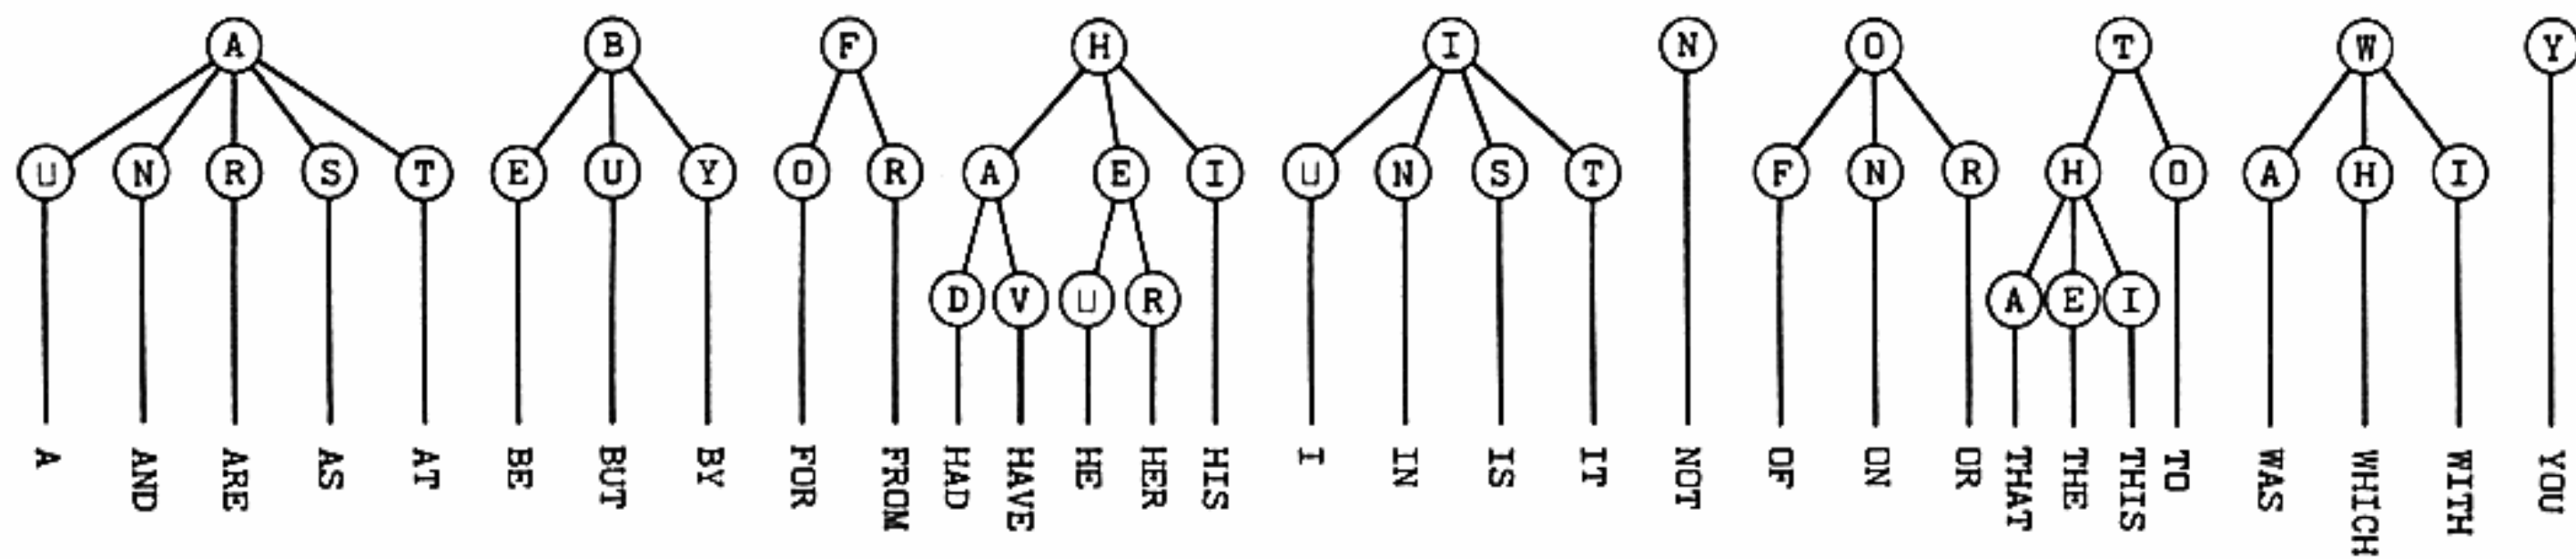 A B F H I N O T W Y
␣ N R S T E U Y O R A E I ␣ N S T F N R H O A H I
D V ␣ R A E I
A AND ARE AS AT BE BUT BY FOR FROM HAD HAVE HE HER HIS I IN IS IT NOT OF ON OR THAT THE THIS TO WAS WHICH WITH YOU